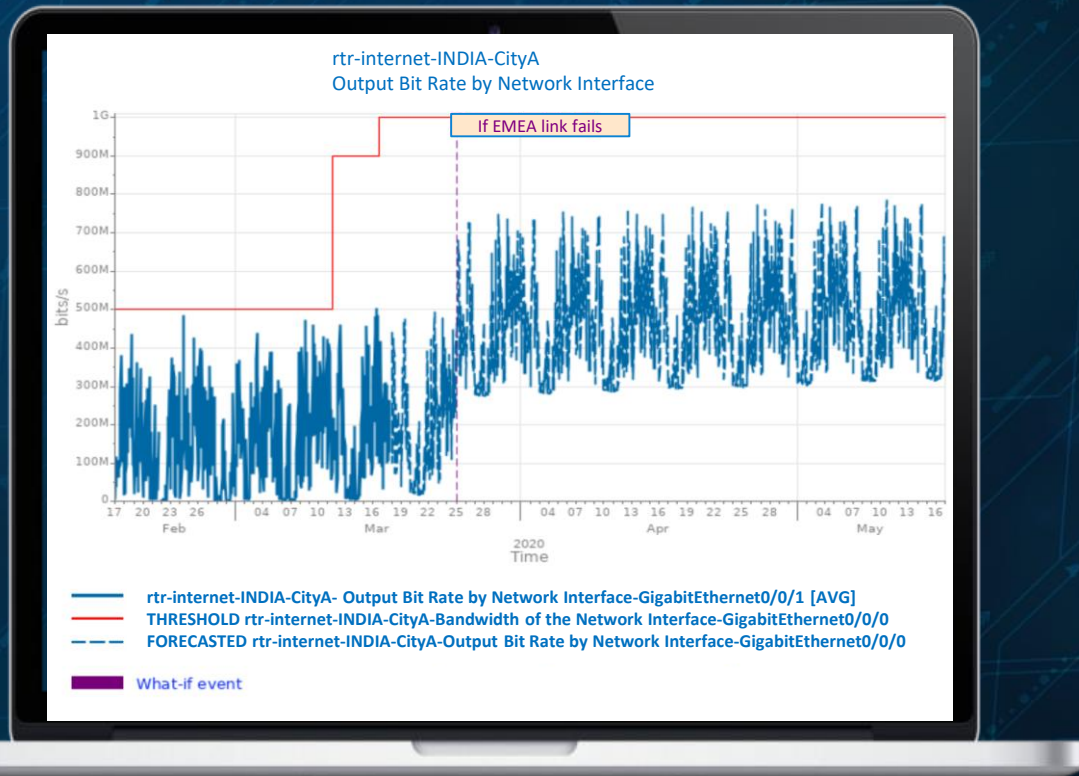 rtr-internet-INDIA-CityA
Output Bit Rate by Network Interface
If EMEA link fails
1G
900M
800M
700M
600M
500M
400M
300M
200M
100M
0
bits/s
17 20 23 26 04 07 10 13 16 19 22 25 28 04 07 10 13 16 19 22 25 28 04 07 10 13 16
Feb Mar Apr May
2020
Time
rtr-internet-INDIA-CityA- Output Bit Rate by Network Interface-GigabitEthernet0/0/1 [AVG]
THRESHOLD rtr-internet-INDIA-CityA-Bandwidth of the Network Interface-GigabitEthernet0/0/0
FORECASTED rtr-internet-INDIA-CityA-Output Bit Rate by Network Interface-GigabitEthernet0/0/0
What-if event